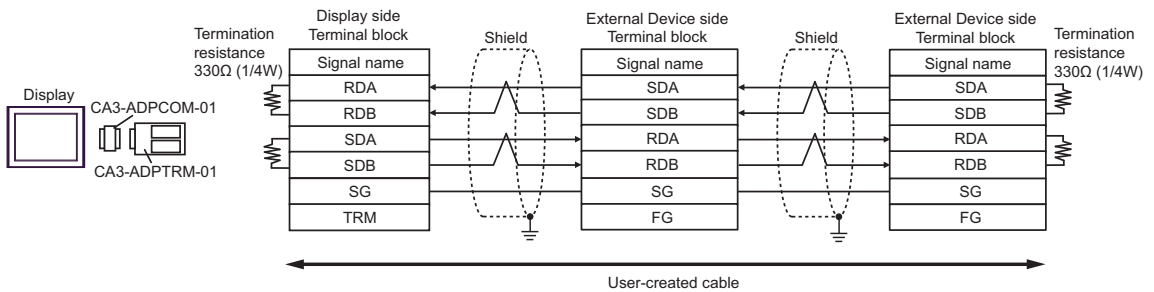 Display
CA3-ADPCOM-01
CA3-ADPTRM-01
Termination
resistance
330Ω (1/4W)
Display side
Terminal block
Signal name
RDA
RDB
SDA
SDB
SG
TRM
Shield
External Device side
Terminal block
Signal name
SDA
SDB
RDA
RDB
SG
FG
Shield
External Device side
Terminal block
Signal name
SDA
SDB
RDA
RDB
SG
FG
Termination
resistance
330Ω (1/4W)
User-created cable